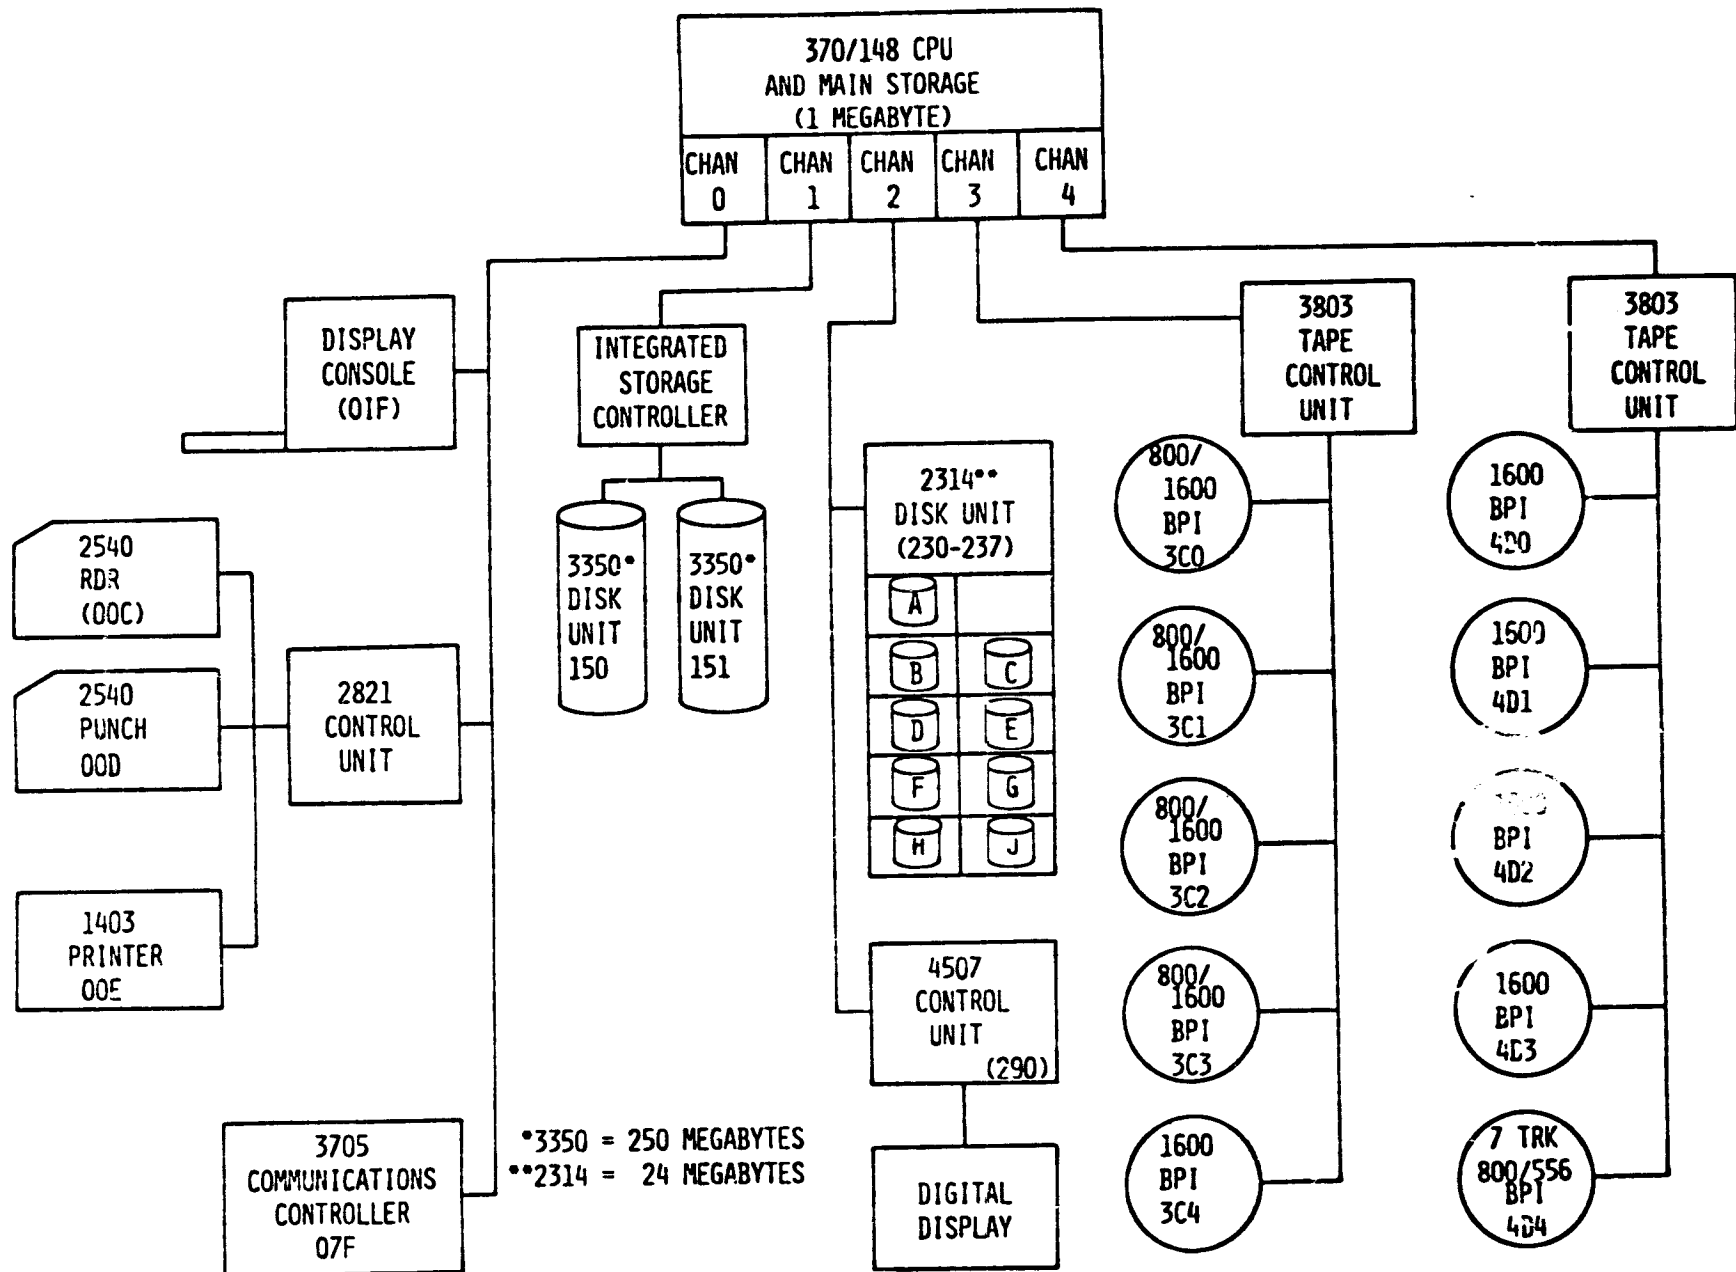 370/148 CPU
AND MAIN STORAGE
(1 MEGABYTE)
CHAN
0
CHAN
1
CHAN
2
CHAN
3
CHAN
4
DISPLAY
CONSOLE
(OIF)
INTEGRATED
STORAGE
CONTROLLER
3803
TAPE
CONTROL
UNIT
3803
TAPE
CONTROL
UNIT
2540
RDR
(OOC)
2540
PUNCH
OOD
1403
PRINTER
OOE
2821
CONTROL
UNIT
3705
COMMUNICATIONS
CONTROLLER
07F
3350*
DISK
UNIT
150
3350*
DISK
UNIT
151
*3350 = 250 MEGABYTES
**2314 = 24 MEGABYTES
2314**
DISK UNIT
(230-237)
A
B
C
D
E
F
G
H
J
4507
CONTROL
UNIT
(290)
DIGITAL
DISPLAY
800/
1600
BPI
3C0
800/
1600
BPI
3C1
800/
1600
BPI
3C2
800/
1600
BPI
3C3
1600
BPI
3C4
1600
BPI
4D0
1600
BPI
4D1
BPI
4D2
1600
BPI
4D3
7 TRK
800/556
BPI
4D4